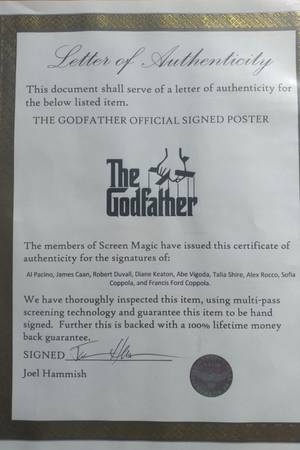 Letter of Authenticity
This document shall serve of a letter of authenticity for
the below listed item.
THE GODFATHER OFFICIAL SIGNED POSTER
The
Godfather
The members of Screen Magic have issued this certificate of
authenticity for the signatures of:
Al Pacino, James Caan, Robert Duvall, Diane Keaton, Abe Vigoda, Talia Shire, Alex Rocco, Sofia
Coppola, and Francis Ford Coppola.
We have thoroughly inspected this item, using multi-pass
screening technology and guarantee this item to be hand
signed. Further this is backed with a 100% lifetime money
back guarantee.
SIGNED
Joel Hammish